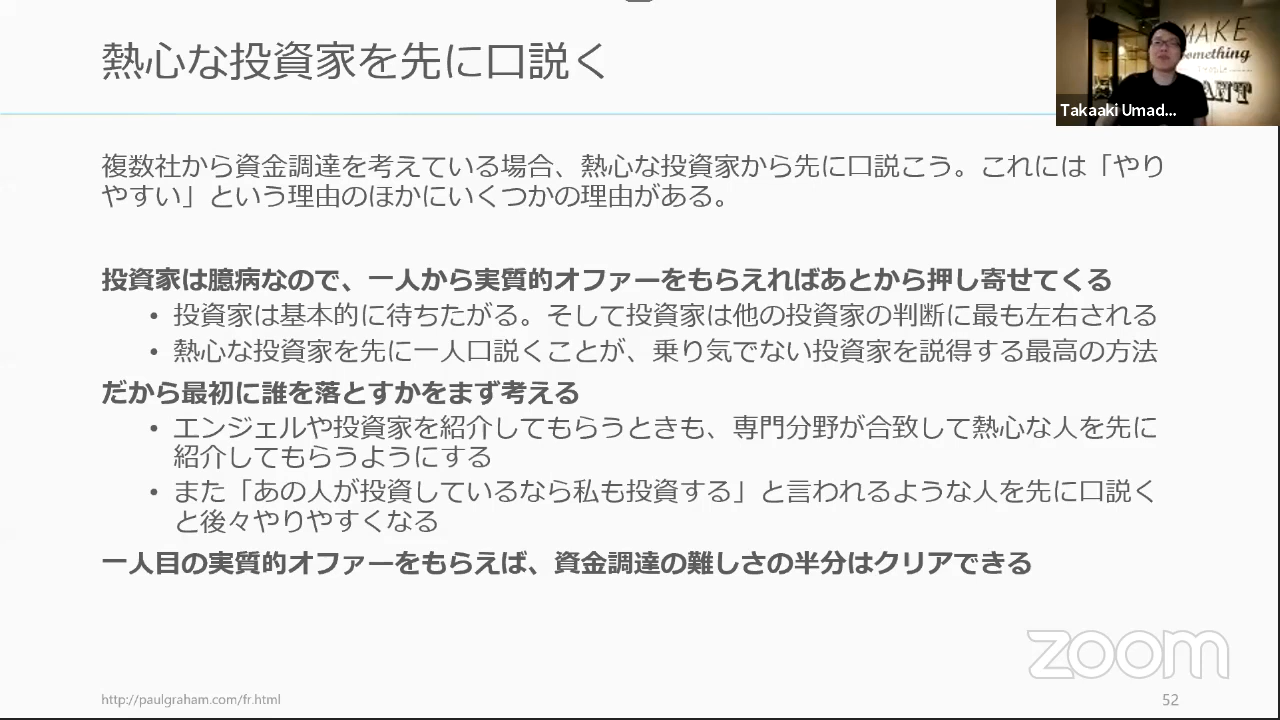 熱心な投資家を先に口説く
MAKE
something
people
WANT
Takaaki Umad...
複数社から資金調達を考えている場合、熱心な投資家から先に口説こう。これには「やり
やすい」という理由のほかにいくつかの理由がある。
投資家は臆病なので、一人から実質的オファーをもらえればあとから押し寄せてくる
• 投資家は基本的に待ちたがる。そして投資家は他の投資家の判断に最も左右される
• 熱心な投資家を先に一人口説くことが、乗り気でない投資家を説得する最高の方法
だから最初に誰を落とすかをまず考える
• エンジェルや投資家を紹介してもらうときも、専門分野が合致して熱心な人を先に
紹介してもらうようにする
• また「あの人が投資しているなら私も投資する」と言われるような人を先に口説く
と後々やりやすくなる
一人目の実質的オファーをもらえば、資金調達の難しさの半分はクリアできる
zoom
http://paulgraham.com/fr.html
52